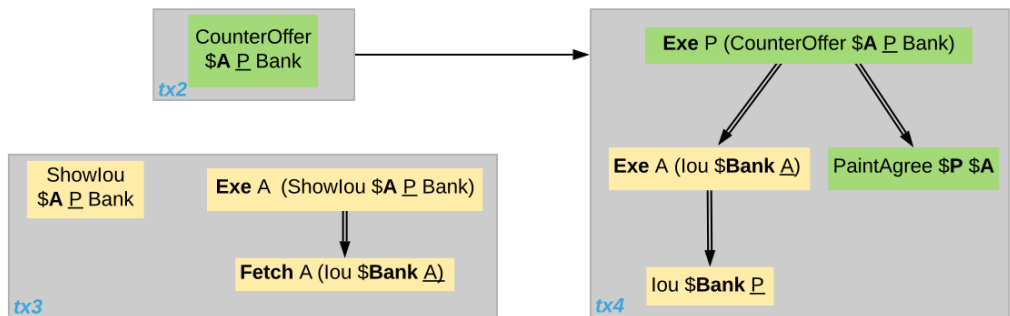 CounterOffer
$A P Bank
tx2
Exe P (CounterOffer $A P Bank)
Exe A (Iou $Bank A)
PaintAgree $P $A
Iou $Bank P
tx4
ShowIou
$A P Bank
Exe A (ShowIou $A P Bank)
Fetch A (Iou $Bank A)
tx3